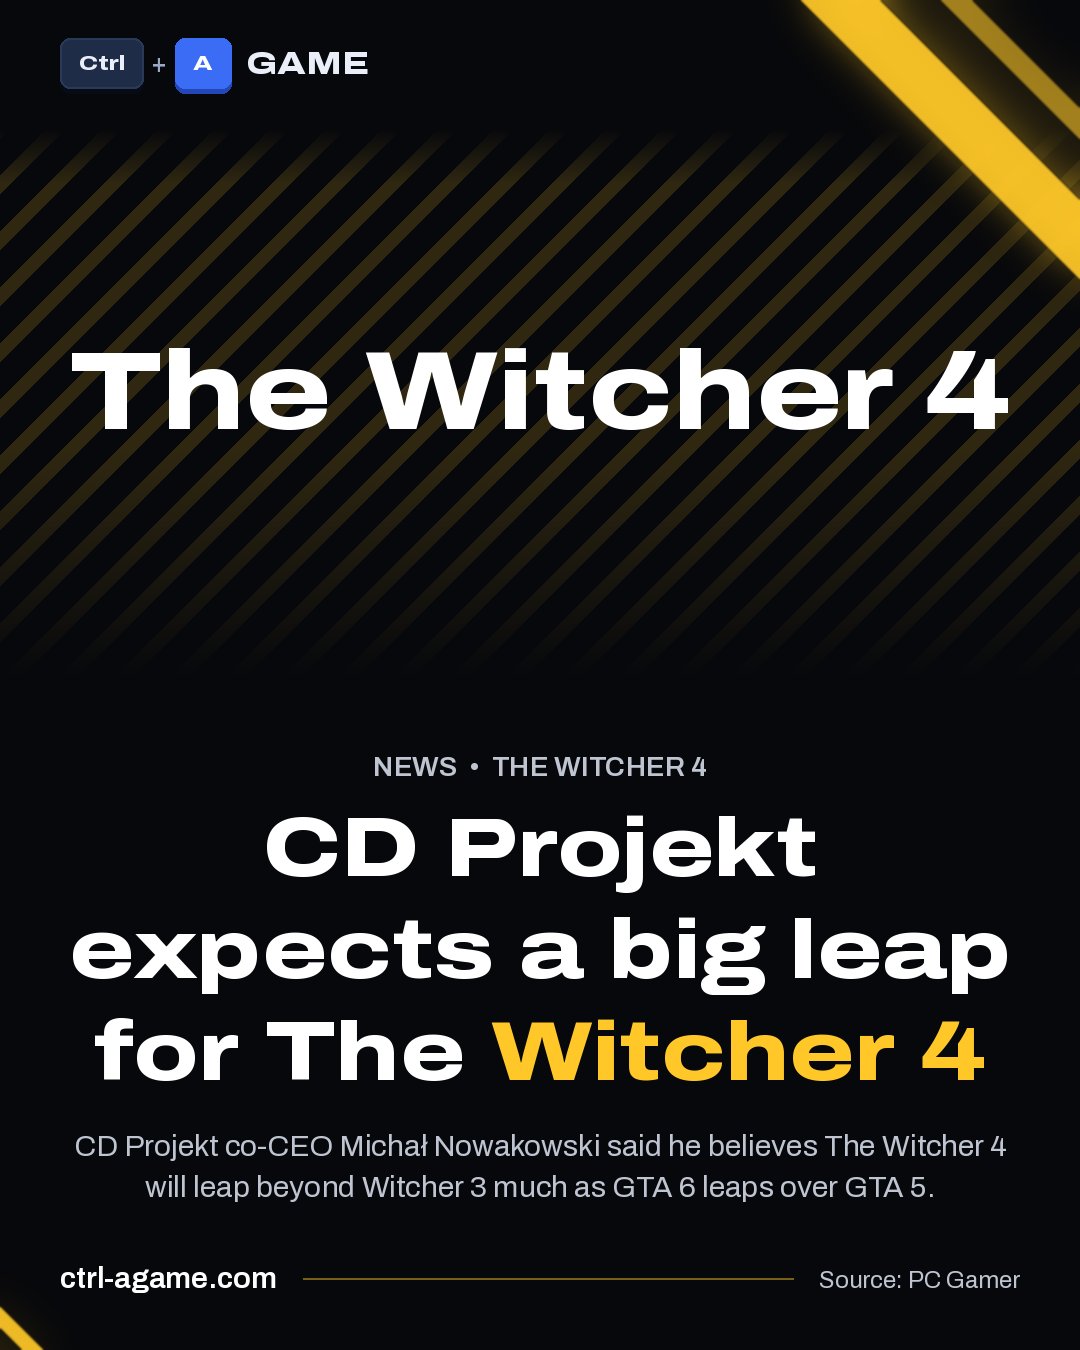 Ctrl + A GAME
The Witcher 4
NEWS • THE WITCHER 4
CD Projekt
expects a big leap
for The Witcher 4
CD Projekt co-CEO Michał Nowakowski said he believes The Witcher 4
will leap beyond Witcher 3 much as GTA 6 leaps over GTA 5.
ctrl-agame.com
Source: PC Gamer